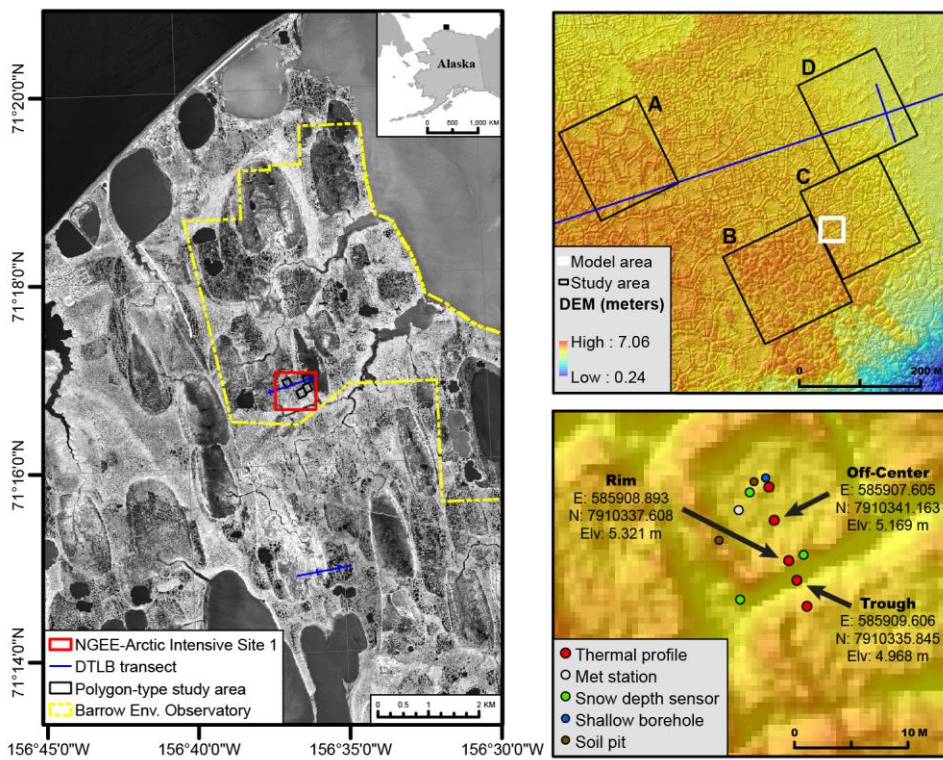 Alaska
0 500 1,000 KM
71°20'0"N
71°18'0"N
71°16'0"N
71°14'0"N
NGEE-Arctic Intensive Site 1
DTLB transect
Polygon-type study area
Barrow Env. Observatory
0 1 2 KM
156°45'0"W 156°40'0"W 156°35'0"W 156°30'0"W
A
D
C
B
Model area
Study area
DEM (meters)
High : 7.06
Low : 0.24
0 200 M
Rim
E: 585908.893
N: 7910337.608
Elv: 5.321 m
Off-Center
E: 585907.605
N: 7910341.163
Elv: 5.169 m
Trough
E: 585909.606
N: 7910335.845
Elv: 4.968 m
Thermal profile
Met station
Snow depth sensor
Shallow borehole
Soil pit
0 10 M